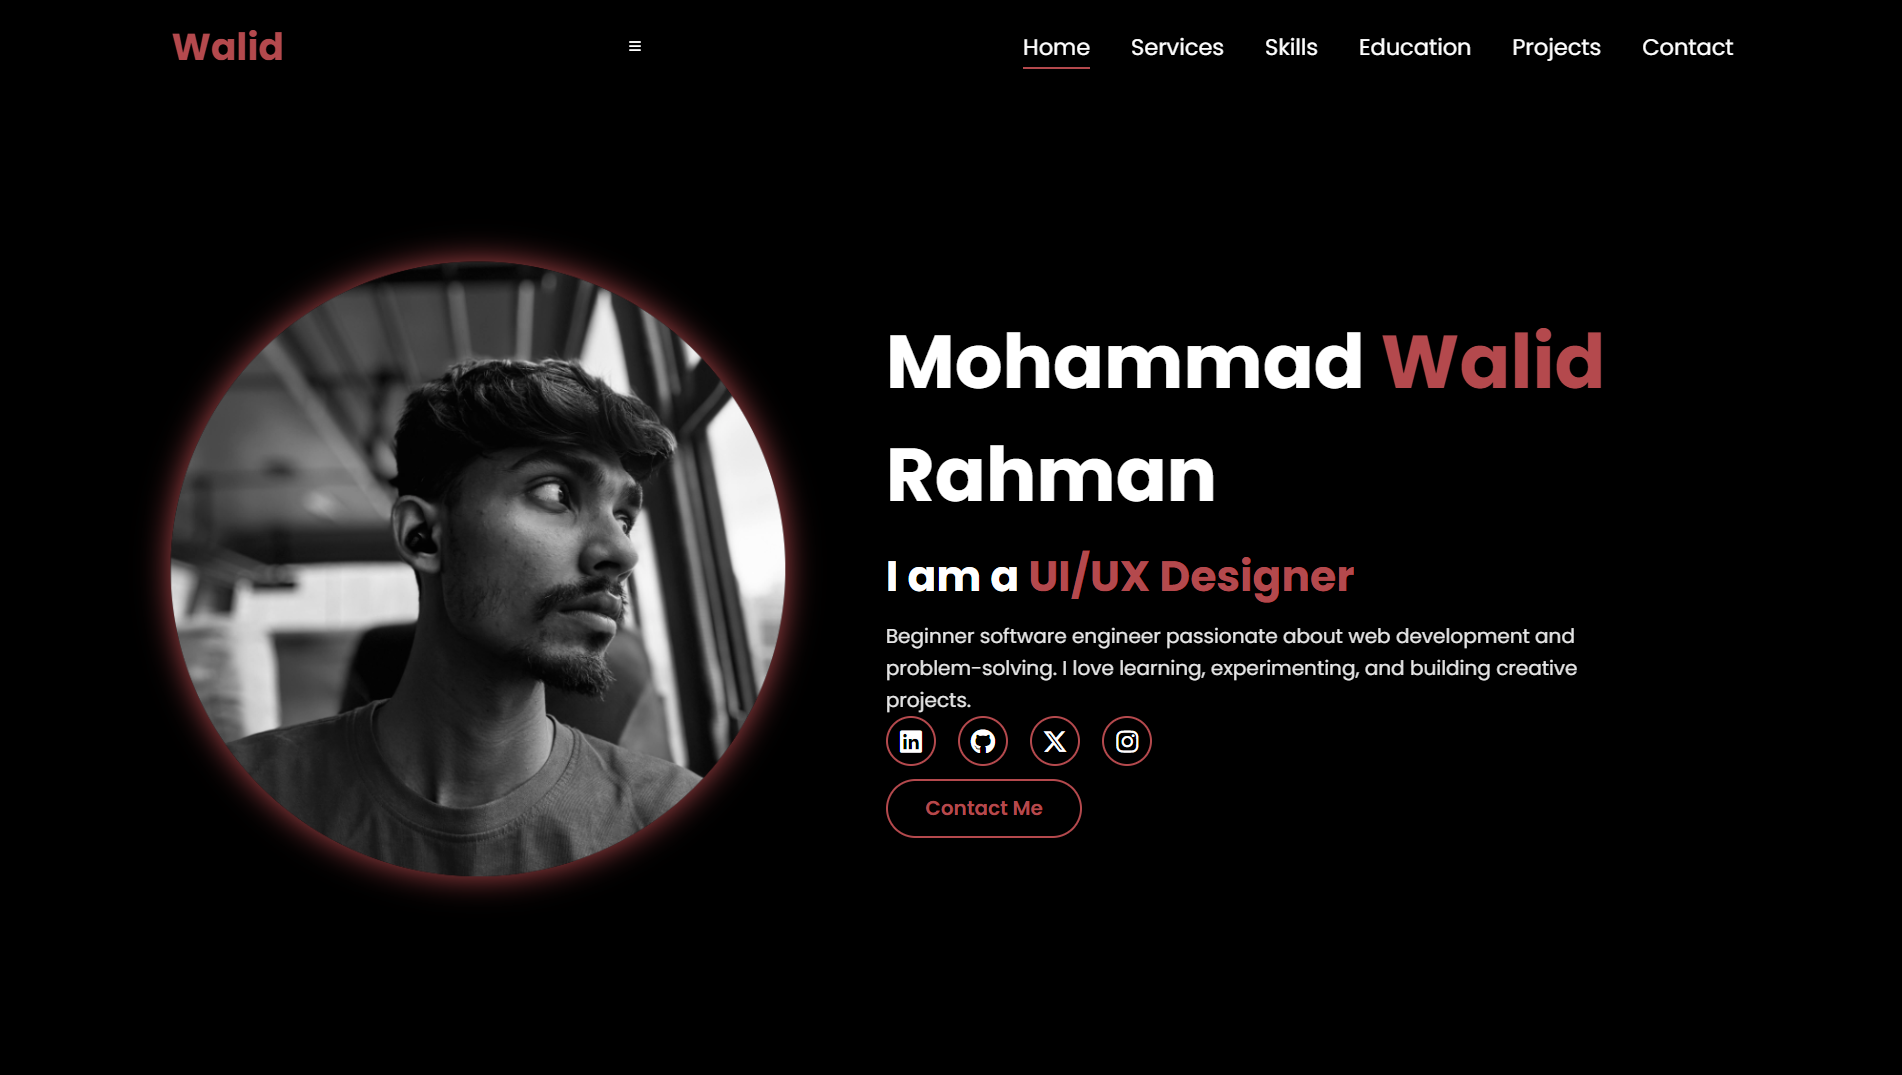 Walid
Home Services Skills Education Projects Contact
Mohammad Walid
Rahman
I am a UI/UX Designer
Beginner software engineer passionate about web development and
problem-solving. I love learning, experimenting, and building creative
projects.
Contact Me